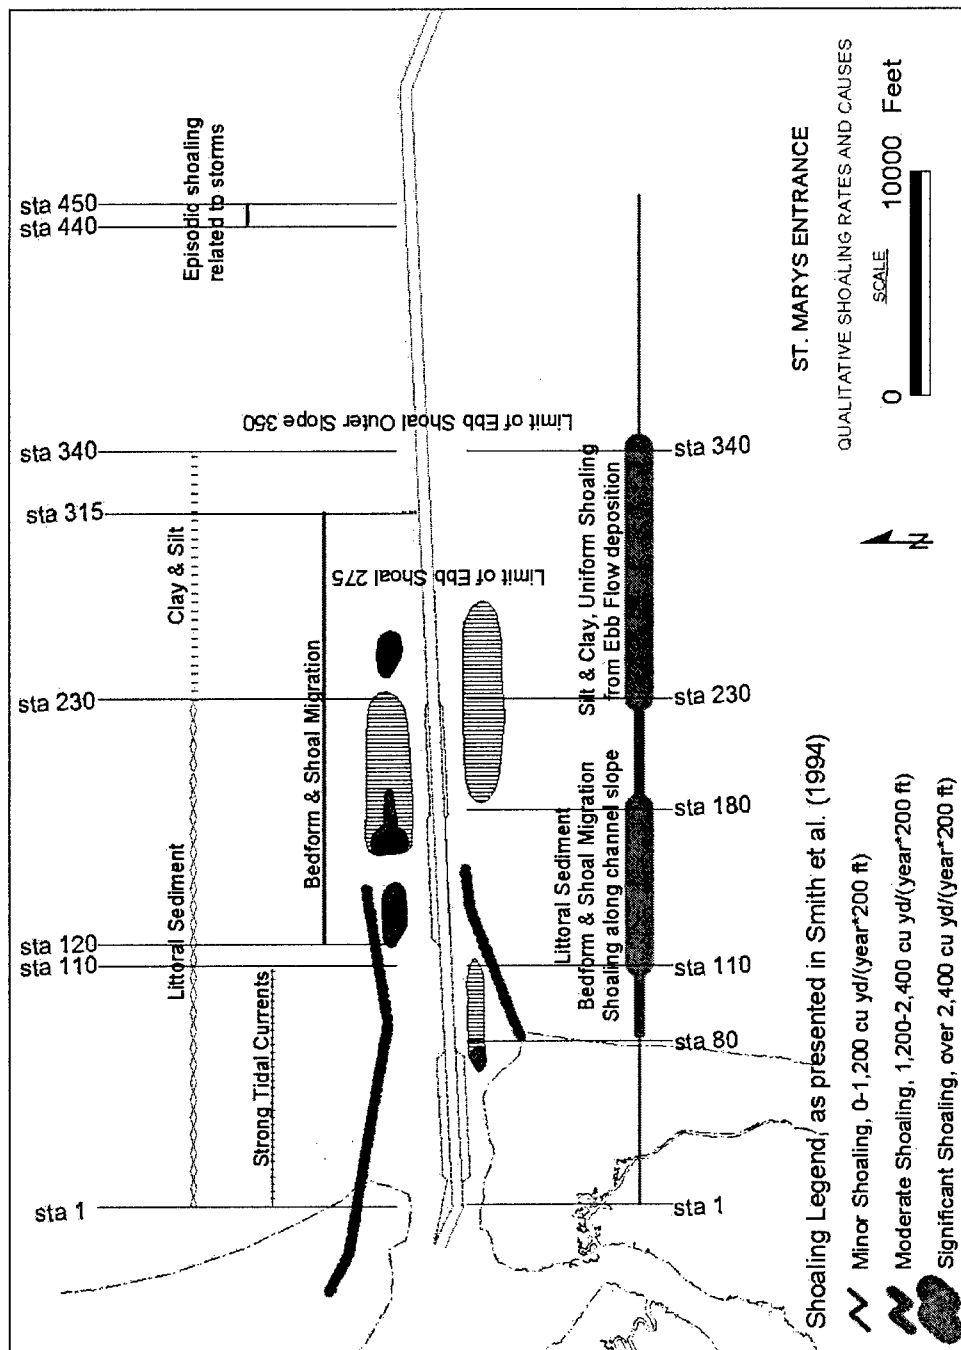 sta 450
sta 440
Episodic shoaling
related to storms
sta 340
sta 315
Clay & Silt
Limit of Ebb Shoal Outer Slope 350
Limit of Ebb Shoal 275
sta 230
Bedform & Shoal Migration
Littoral Sediment
sta 120
sta 110
Strong Tidal Currents
sta 1
sta 340
Silt & Clay, Uniform Shoaling
from Ebb Flow deposition
sta 230
sta 180
Littoral Sediment
Bedform & Shoal Migration
Shoaling along channel slope
sta 110
sta 80
sta 1
ST. MARYS ENTRANCE
QUALITATIVE SHOALING RATES AND CAUSES
SCALE
0 10000 Feet
N
Shoaling Legend, as presented in Smith et al. (1994)
Minor Shoaling, 0-1,200 cu yd/(year*200 ft)
Moderate Shoaling, 1,200-2,400 cu yd/(year*200 ft)
Significant Shoaling, over 2,400 cu yd/(year*200 ft)